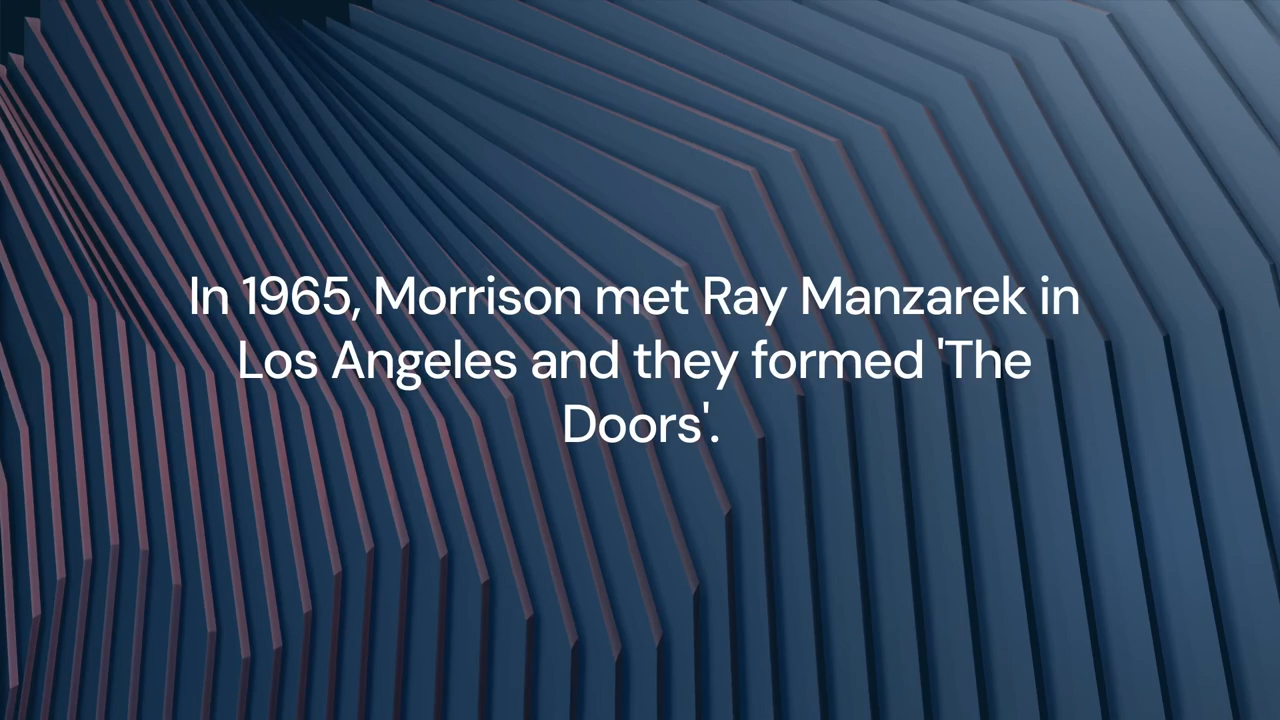 In 1965, Morrison met Ray Manzarek in
Los Angeles and they formed 'The
Doors'.